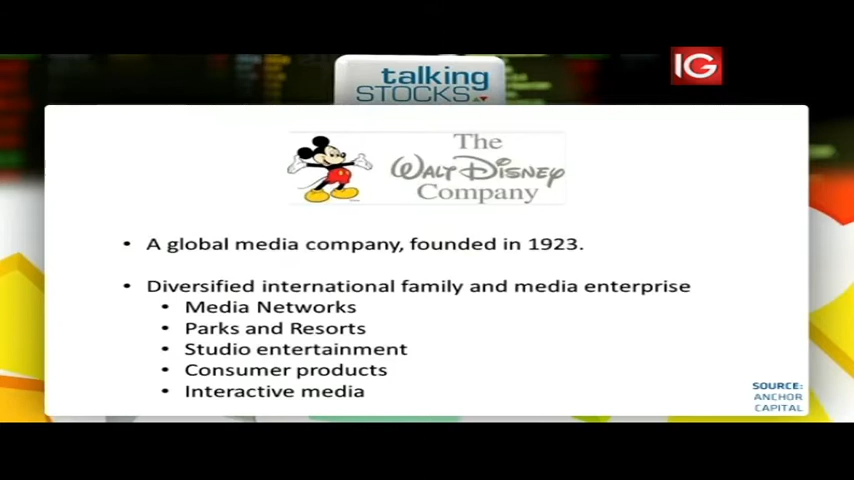 IG
talking
STOCKS
The
WALT DISNEY
Company
• A global media company, founded in 1923.
• Diversified international family and media enterprise
• Media Networks
• Parks and Resorts
• Studio entertainment
• Consumer products
• Interactive media
SOURCE:
ANCHOR
CAPITAL